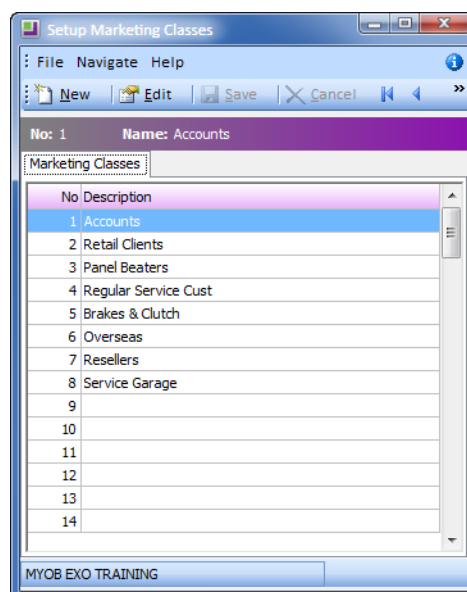 Setup Marketing Classes
File Navigate Help
New Edit Save Cancel »
No: 1 Name: Accounts
Marketing Classes
No Description
1 Accounts
2 Retail Clients
3 Panel Beaters
4 Regular Service Cust
5 Brakes & Clutch
6 Overseas
7 Resellers
8 Service Garage
9
10
11
12
13
14
MYOB EXO TRAINING